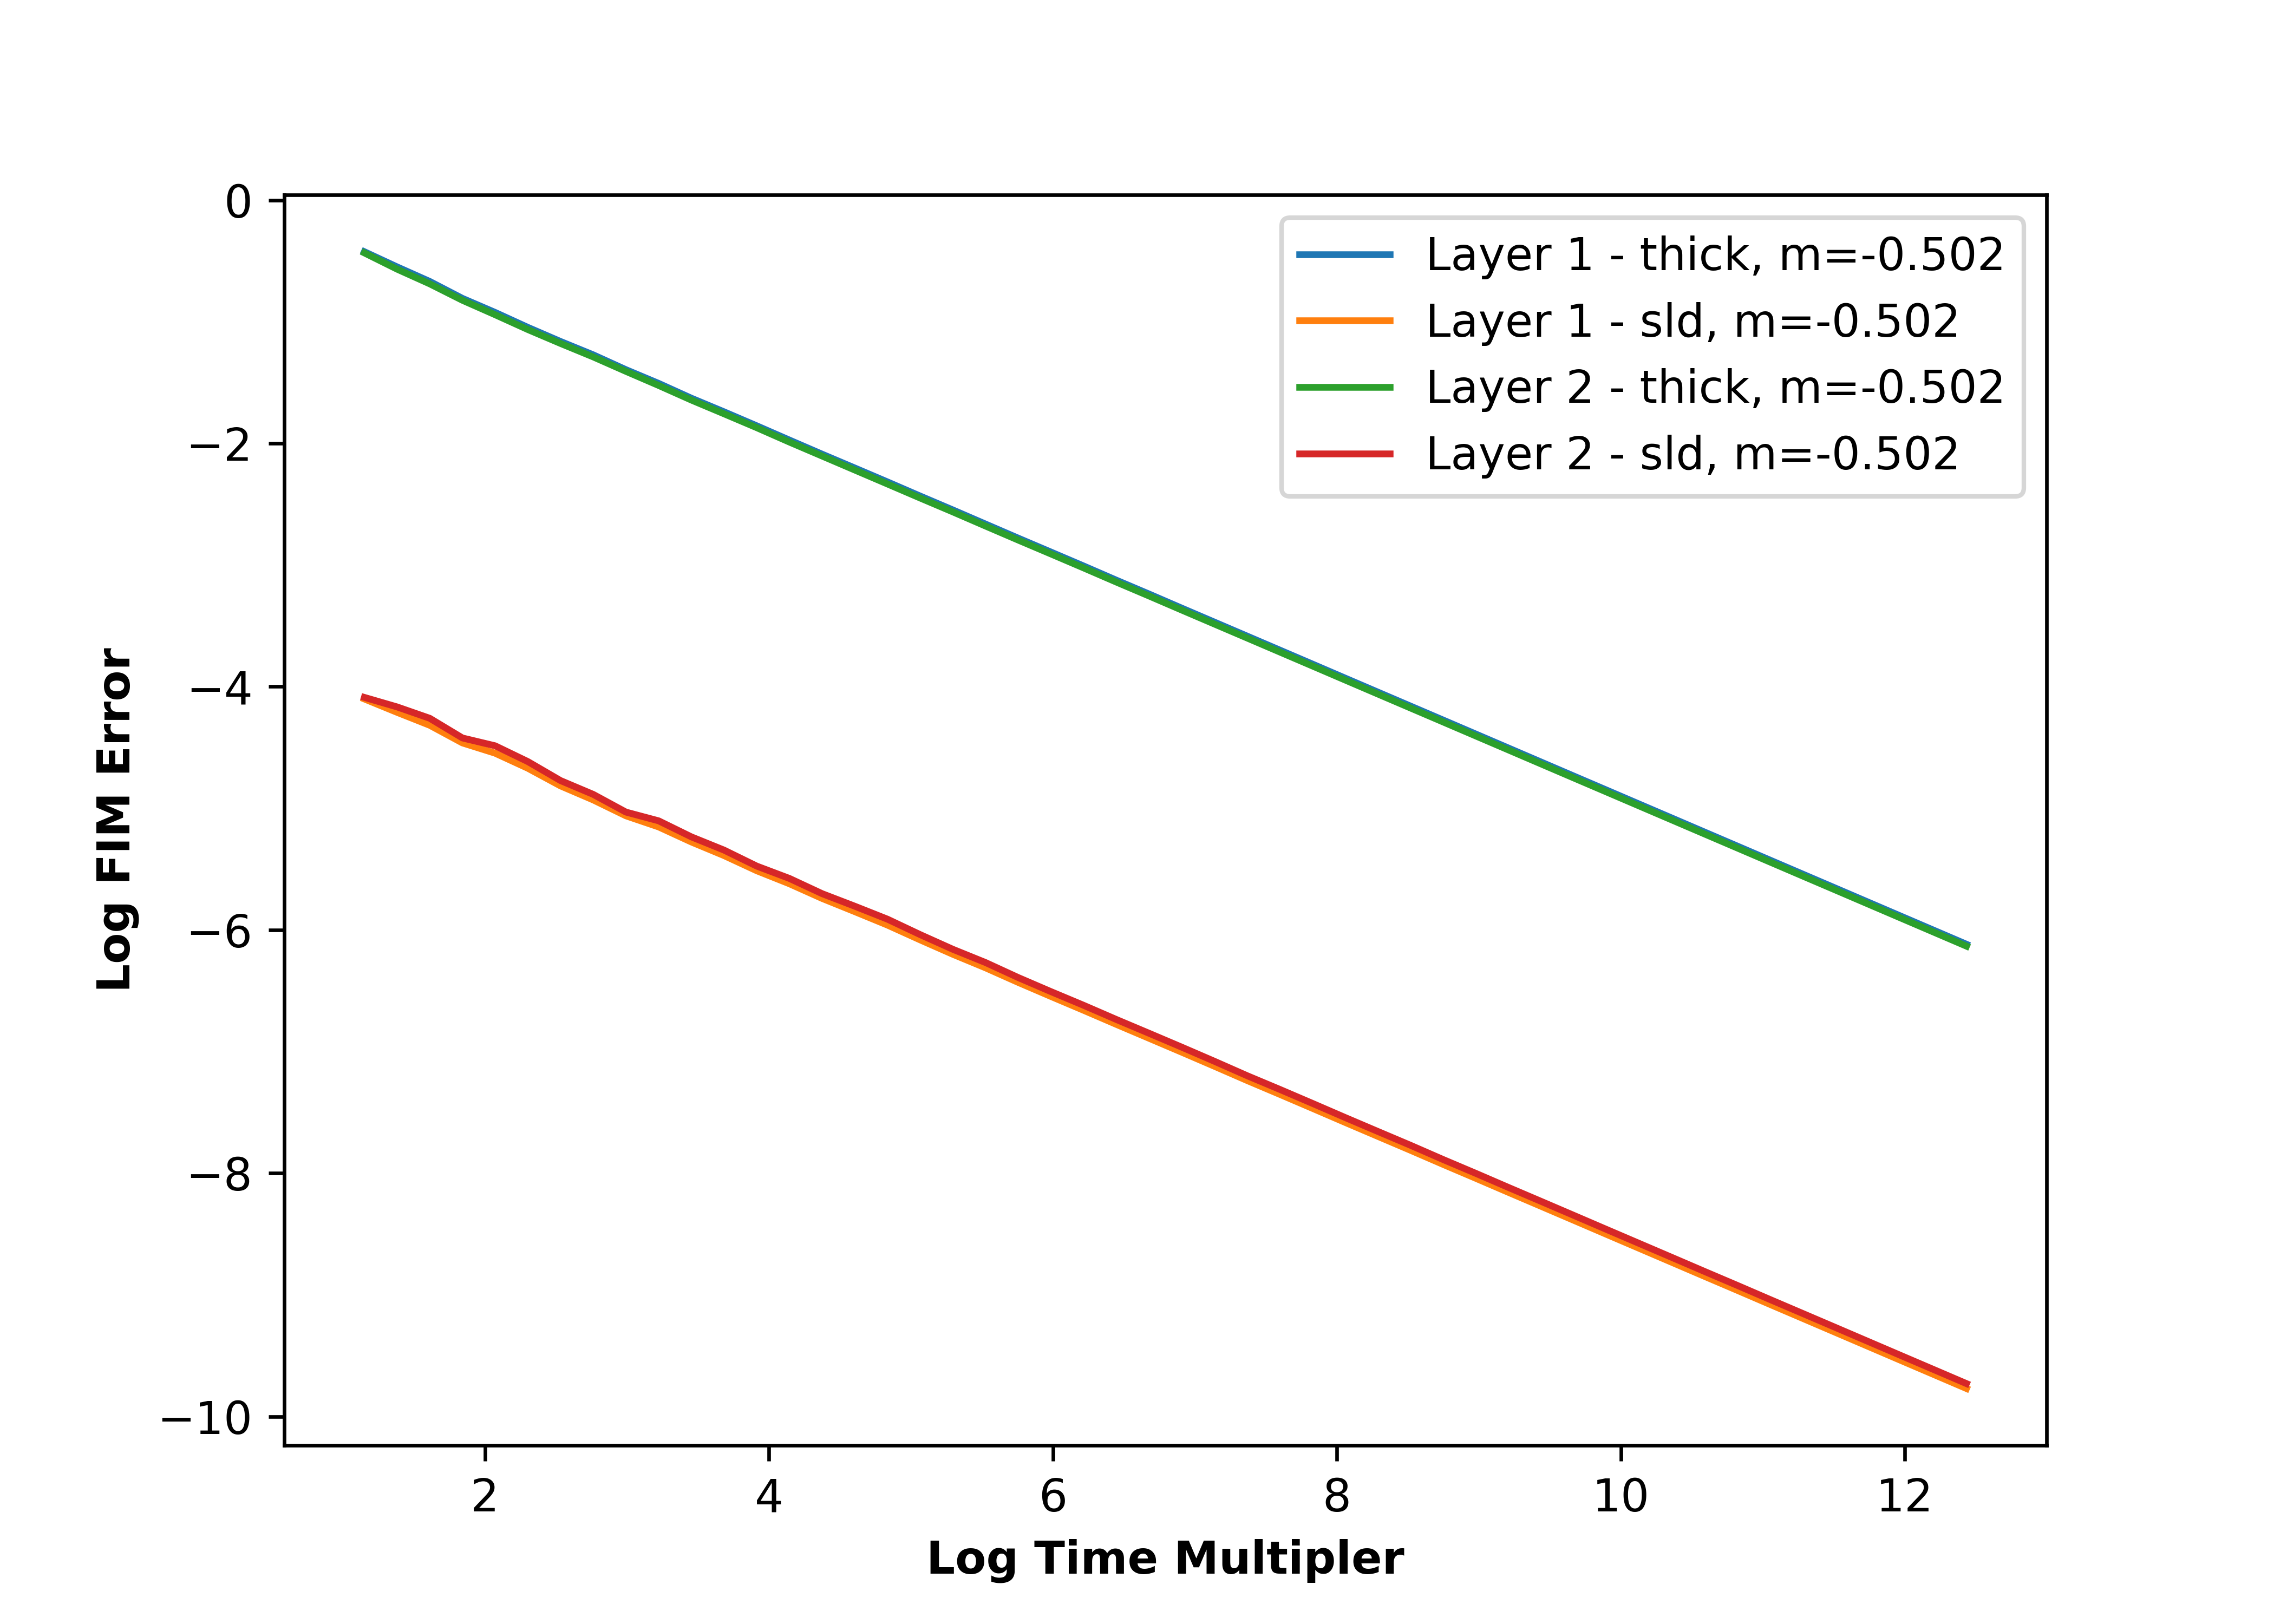 0
−2
−4
−6
−8
−10
Log FIM Error
Layer 1 - thick, m=-0.502
Layer 1 - sld, m=-0.502
Layer 2 - thick, m=-0.502
Layer 2 - sld, m=-0.502
2 4 6 8 10 12
Log Time Multipler